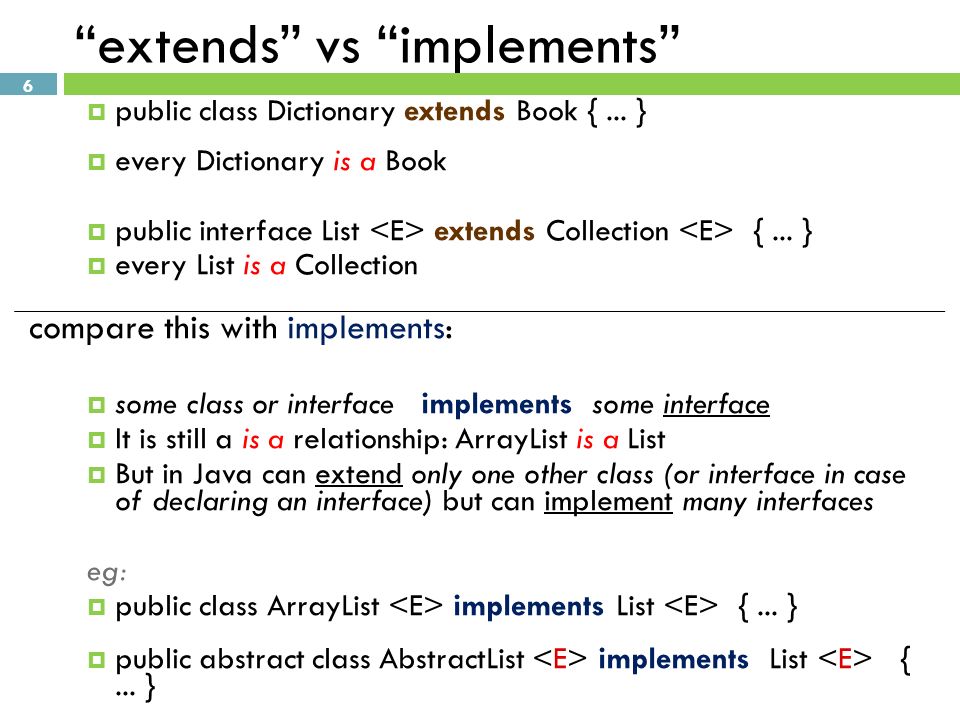 “extends” vs “implements”
6
public class Dictionary extends Book { ... }
every Dictionary is a Book
public interface List <E> extends Collection <E> { ... }
every List is a Collection
compare this with implements:
some class or interface implements some interface
It is still a is a relationship: ArrayList is a List
But in Java can extend only one other class (or interface in case
of declaring an interface) but can implement many interfaces
eg:
public class ArrayList <E> implements List <E> { ... }
public abstract class AbstractList <E> implements List <E> {
... }